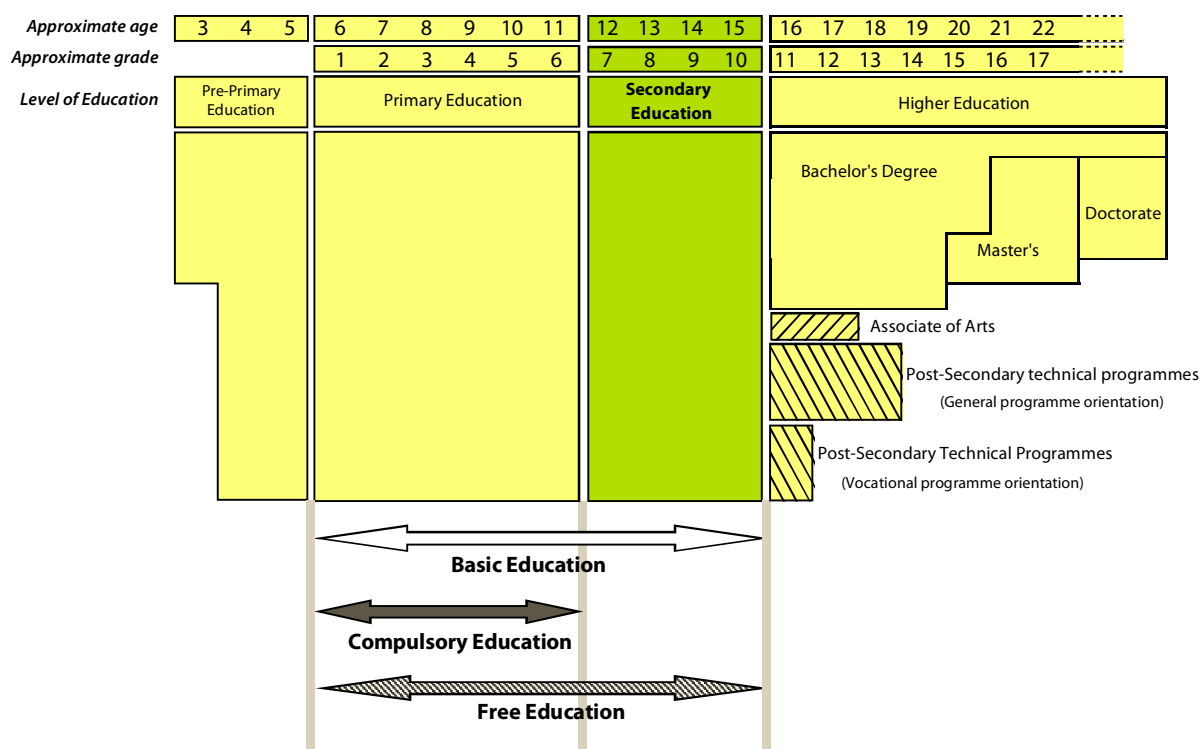 Approximate age 3 4 5 6 7 8 9 10 11 12 13 14 15 16 17 18 19 20 21 22
Approximate grade 1 2 3 4 5 6 7 8 9 10 11 12 13 14 15 16 17
Level of Education
Pre-Primary
Education
Primary Education
Secondary
Education
Higher Education
Bachelor's Degree
Doctorate
Master's
Associate of Arts
Post-Secondary technical programmes
(General programme orientation)
Post-Secondary Technical Programmes
(Vocational programme orientation)
Basic Education
Compulsory Education
Free Education